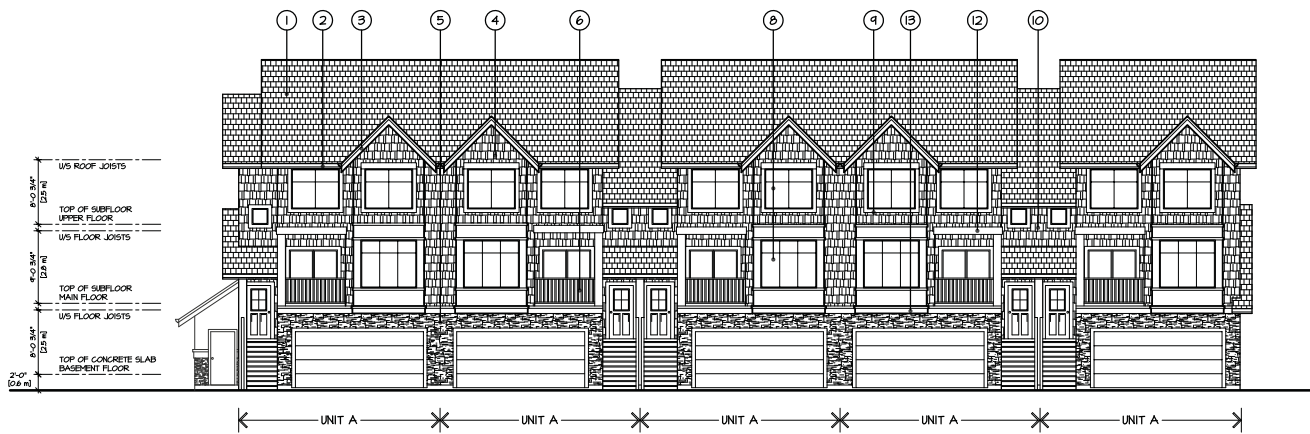 1 2 3 5 4 6 8 9 13 12 10
U/S ROOF JOISTS
8'-0 3/4"
[2.5 m]
TOP OF SUBFLOOR
UPPER FLOOR
U/S FLOOR JOISTS
9'-0 3/4"
[2.8 m]
TOP OF SUBFLOOR
MAIN FLOOR
U/S FLOOR JOISTS
8'-0 3/4"
[2.5 m]
TOP OF CONCRETE SLAB
BASEMENT FLOOR
2'-0"
[0.6 m]
UNIT A UNIT A UNIT A UNIT A UNIT A